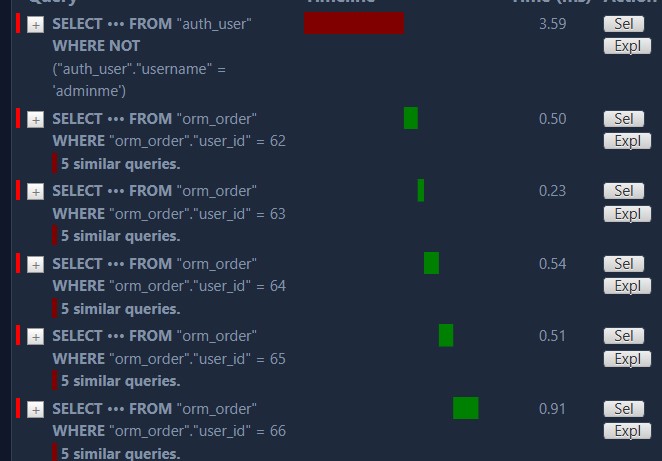 Query Timeline Time (ms) Action
+ SELECT ••• FROM "auth_user" 3.59 Sel
WHERE NOT Expl
("auth_user"."username" =
'adminme')
+ SELECT ••• FROM "orm_order" 0.50 Sel
WHERE "orm_order"."user_id" = 62 Expl
5 similar queries.
+ SELECT ••• FROM "orm_order" 0.23 Sel
WHERE "orm_order"."user_id" = 63 Expl
5 similar queries.
+ SELECT ••• FROM "orm_order" 0.54 Sel
WHERE "orm_order"."user_id" = 64 Expl
5 similar queries.
+ SELECT ••• FROM "orm_order" 0.51 Sel
WHERE "orm_order"."user_id" = 65 Expl
5 similar queries.
+ SELECT ••• FROM "orm_order" 0.91 Sel
WHERE "orm_order"."user_id" = 66 Expl
5 similar queries.